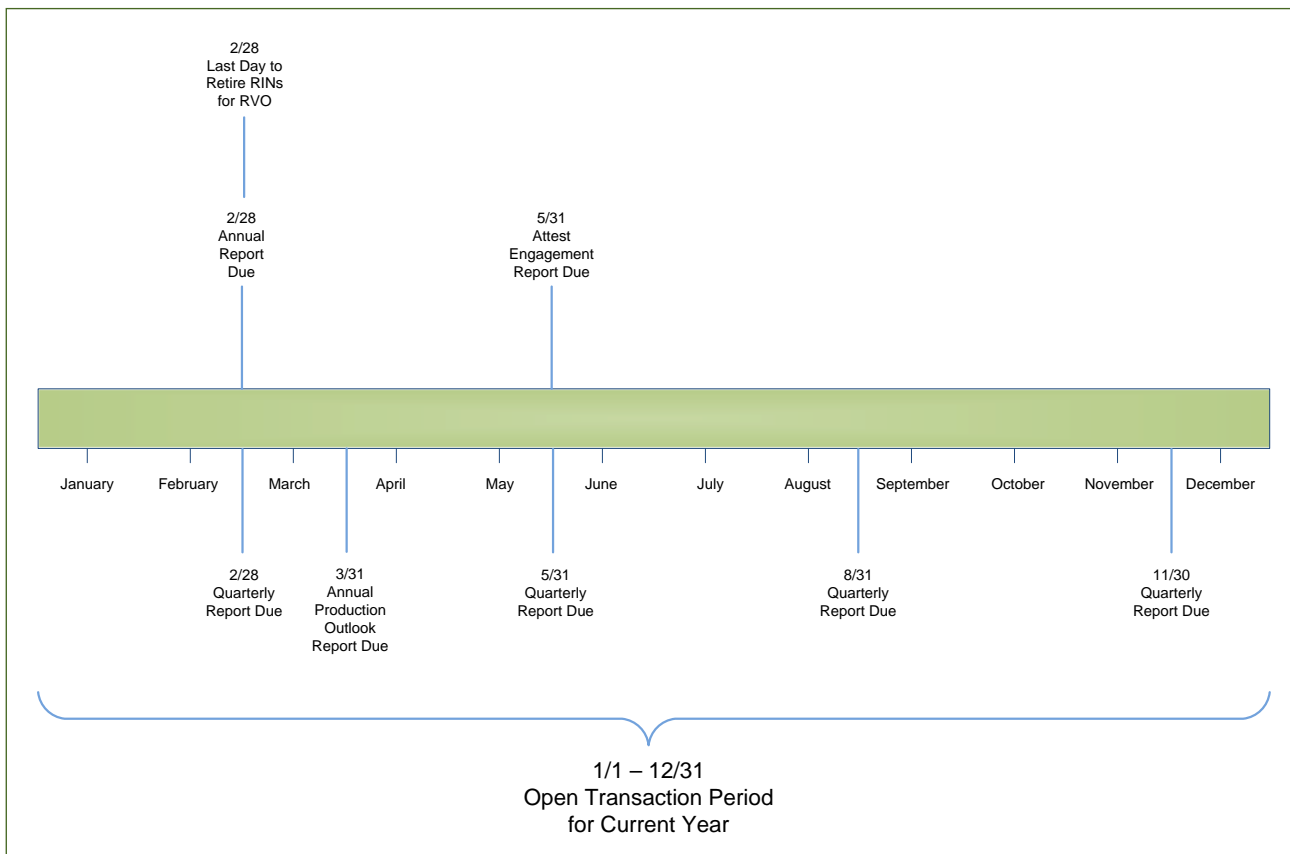 2/28
Last Day to
Retire RINs
for RVO
2/28
Annual
Report
Due
5/31
Attest
Engagement
Report Due
January
February
March
April
May
June
July
August
September
October
November
December
2/28
Quarterly
Report Due
3/31
Annual
Production
Outlook
Report Due
5/31
Quarterly
Report Due
8/31
Quarterly
Report Due
11/30
Quarterly
Report Due
1/1 – 12/31
Open Transaction Period
for Current Year